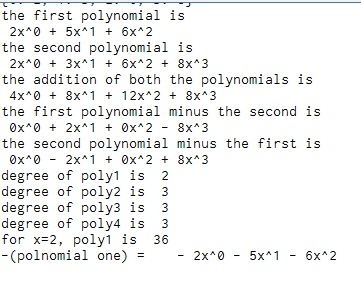 the first polynomial is
2x^0 + 5x^1 + 6x^2
the second polynomial is
2x^0 + 3x^1 + 6x^2 + 8x^3
the addition of both the polynomials is
4x^0 + 8x^1 + 12x^2 + 8x^3
the first polynomial minus the second is
0x^0 + 2x^1 + 0x^2 - 8x^3
the second polynomial minus the first is
0x^0 - 2x^1 + 0x^2 + 8x^3
degree of poly1 is 2
degree of poly2 is 3
degree of poly3 is 3
degree of poly4 is 3
for x=2, poly1 is 36
-(polnomial one) = - 2x^0 - 5x^1 - 6x^2